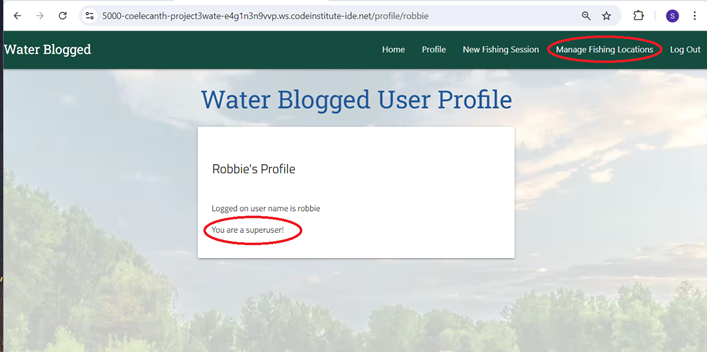 5000-coelecanth-project3wate-e4g1n3n9vvp.ws.codeinstitute-ide.net/profile/robbie
S
Water Blogged
Home Profile New Fishing Session Manage Fishing Locations Log Out
Water Blogged User Profile
Robbie's Profile
Logged on user name is robbie
You are a superuser!